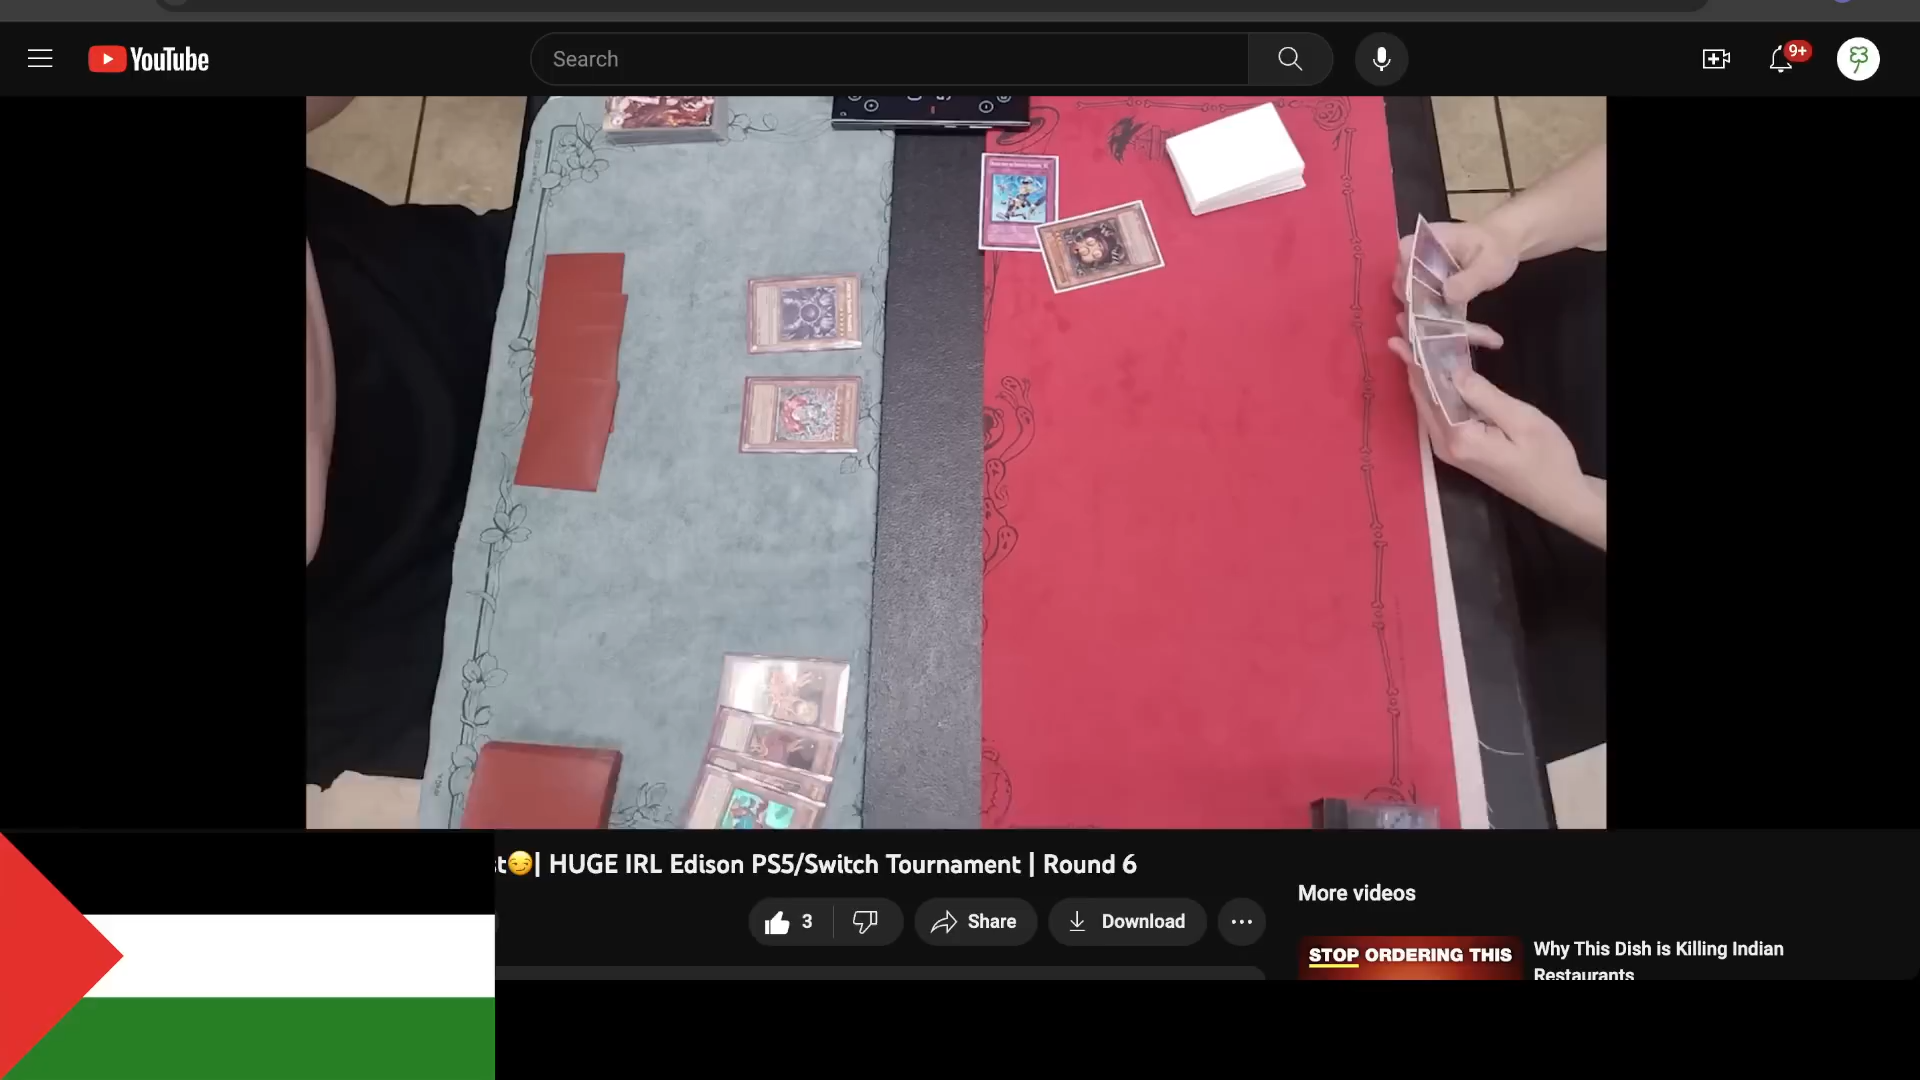 YouTube
Search
9+
t😏| HUGE IRL Edison PS5/Switch Tournament | Round 6
3
Share
Download
More videos
STOP ORDERING THIS
Why This Dish is Killing Indian
Restaurants